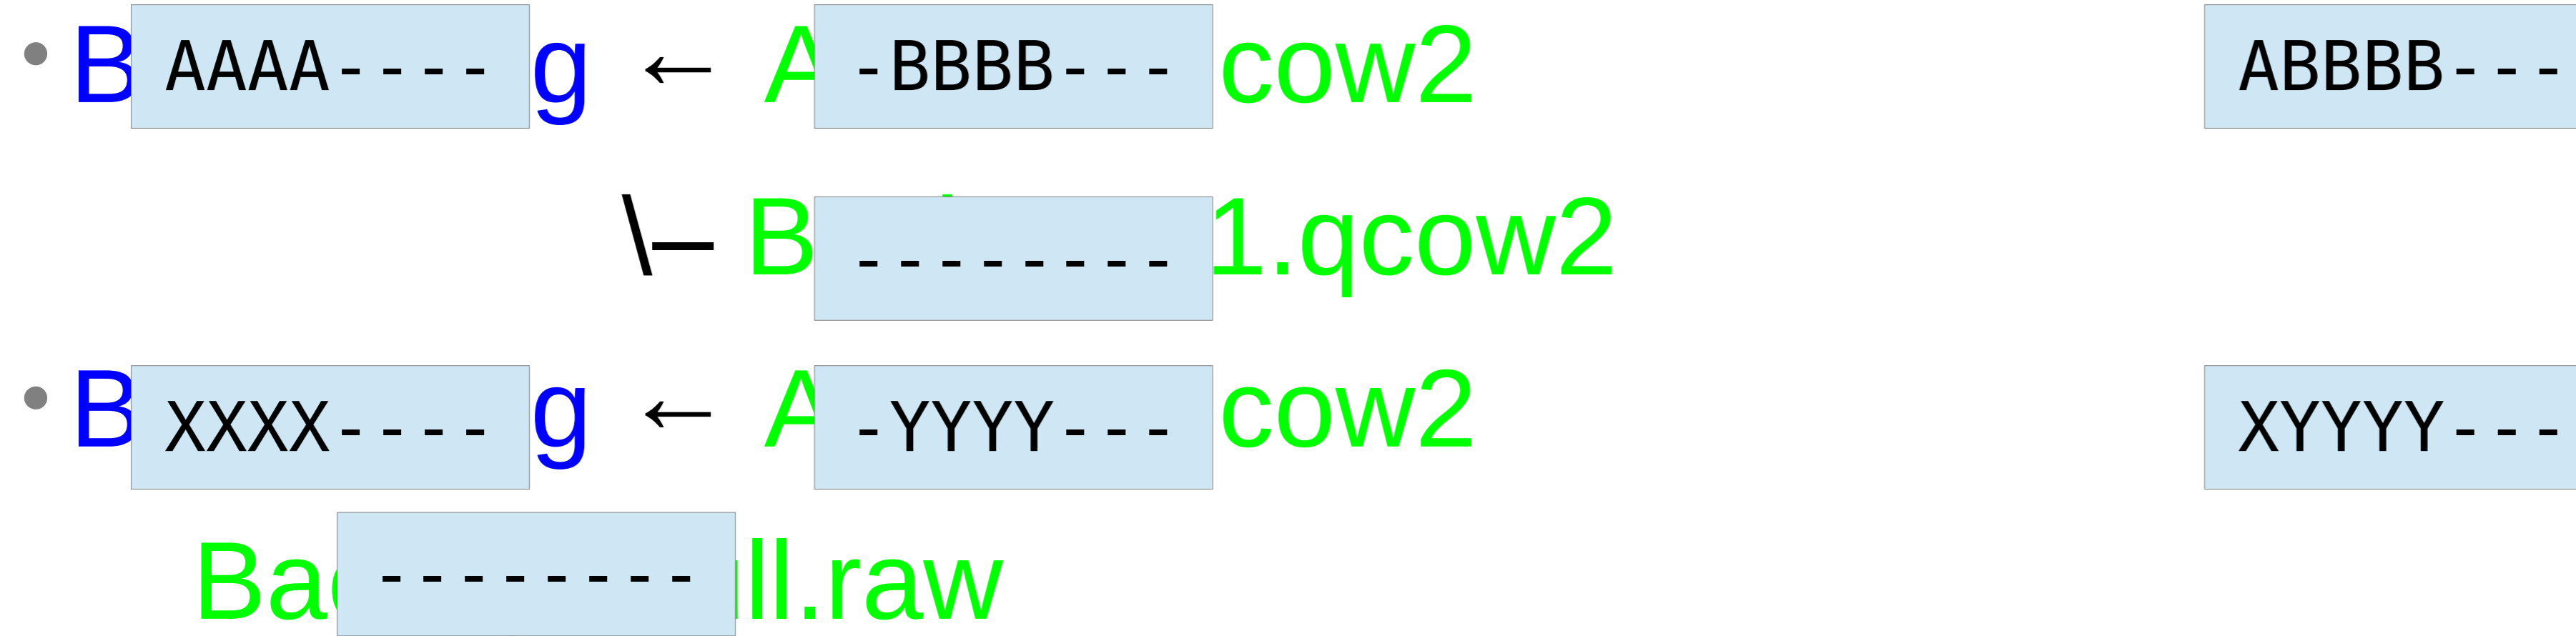 • B AAAA---- g ← A -BBBB--- cow2 ABBBB---
\– B -------- 1.qcow2
• B XXXX---- g ← A -YYYY--- cow2 XYYYY---
Ba -------- ll.raw